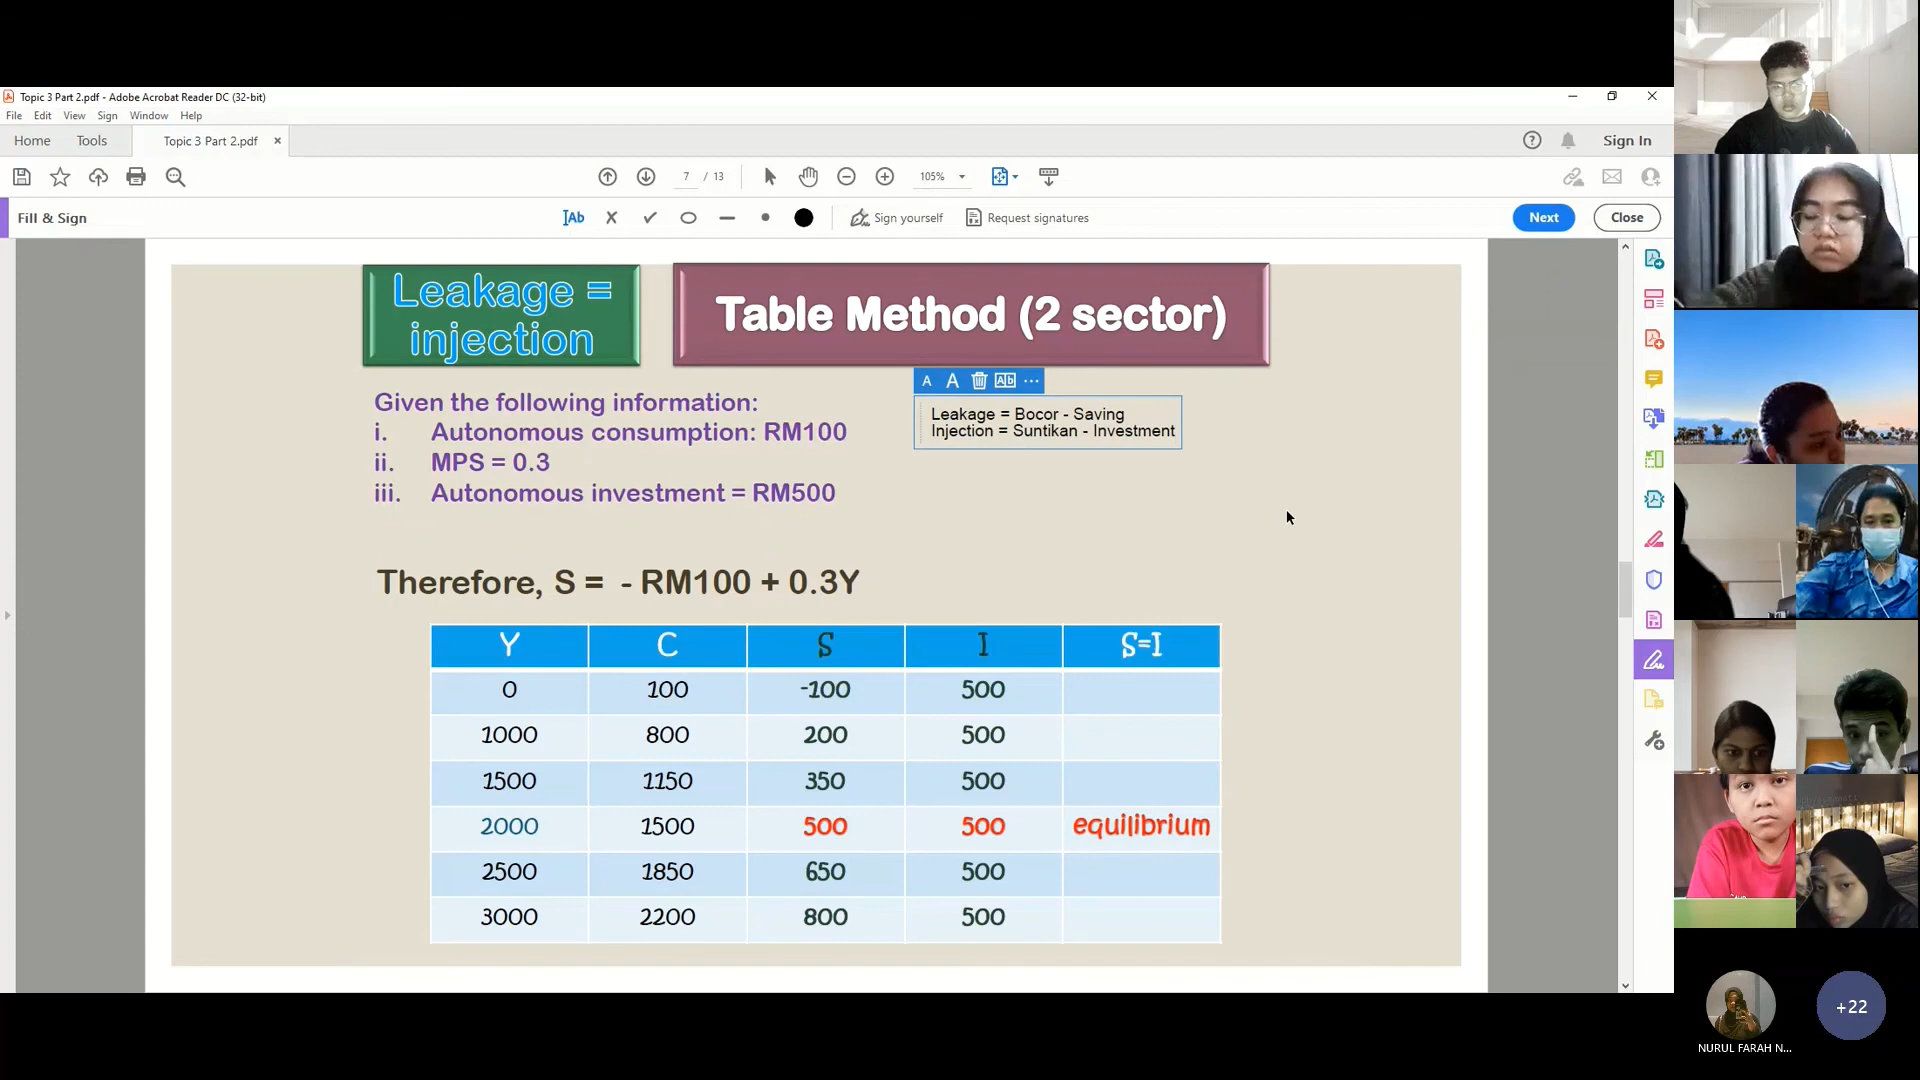 Topic 3 Part 2.pdf - Adobe Acrobat Reader DC (32-bit)
File Edit View Sign Window Help
Home Tools Topic 3 Part 2.pdf × Sign In
7 / 13 105%
Fill & Sign Sign yourself Request signatures Next Close
Leakage =
injection
Table Method (2 sector)
Given the following information:
i. Autonomous consumption: RM100
ii. MPS = 0.3
iii. Autonomous investment = RM500
Leakage = Bocor - Saving
Injection = Suntikan - Investment
Therefore, S = - RM100 + 0.3Y
Y C S I S=I
0 100 -100 500
1000 800 200 500
1500 1150 350 500
2000 1500 500 500 equilibrium
2500 1850 650 500
3000 2200 800 500
+22
NURUL FARAH N...